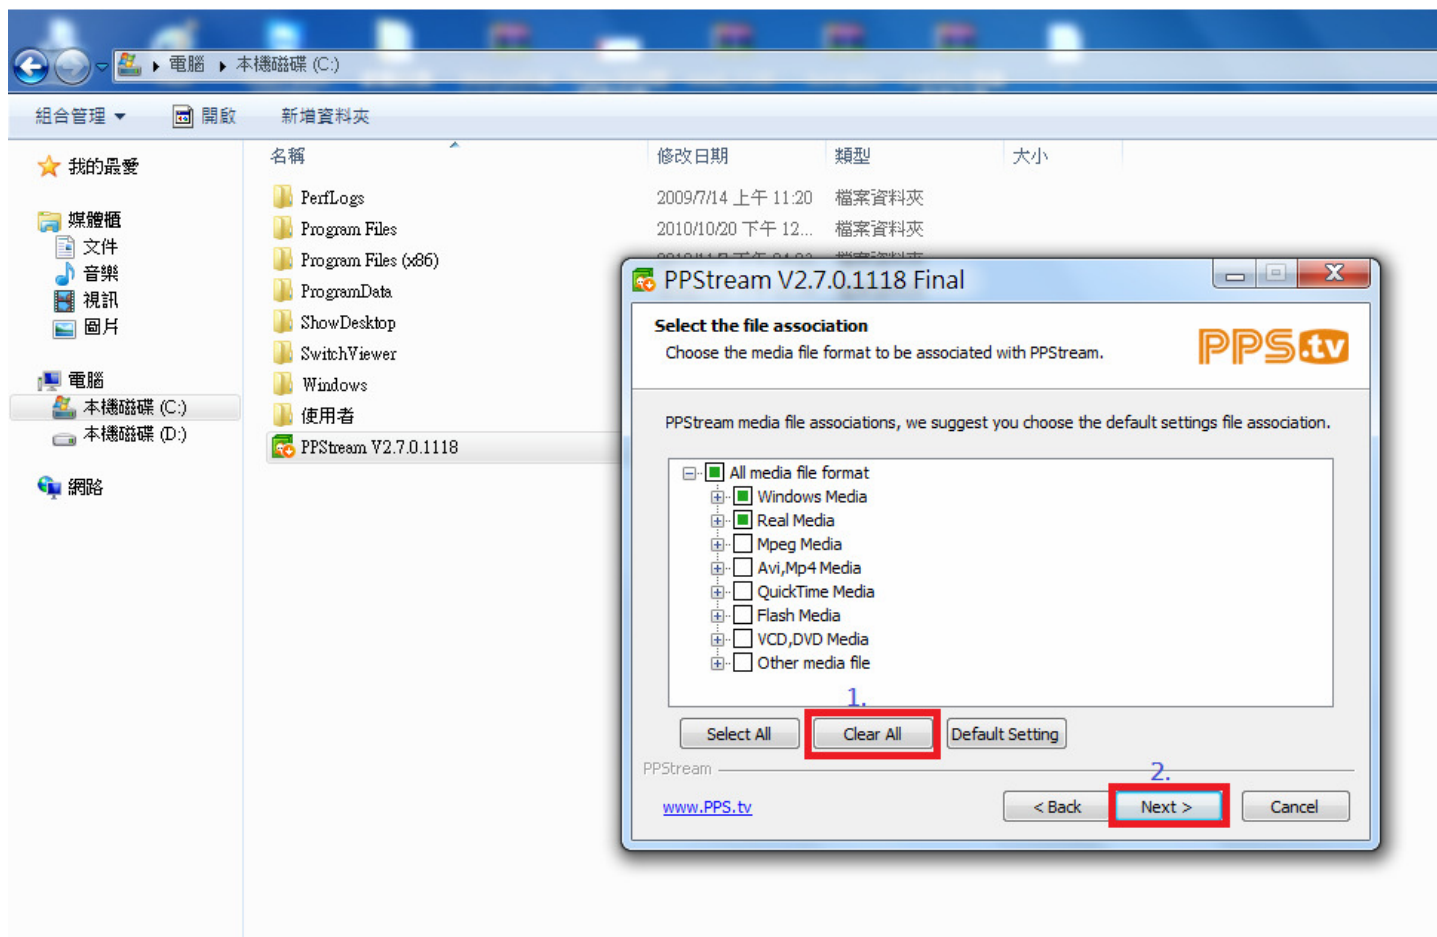 電腦 本機磁碟 (C:)
組合管理 開啟 新增資料夾
我的最愛
媒體櫃
文件
音樂
視訊
圖片
電腦
本機磁碟 (C:)
本機磁碟 (D:)
網路
名稱 修改日期 類型 大小
PerfLogs 2009/7/14 上午 11:20 檔案資料夾
Program Files 2010/10/20 下午 12... 檔案資料夾
Program Files (x86)
ProgramData
ShowDesktop
SwitchViewer
Windows
使用者
PPStream V2.7.0.1118
PPStream V2.7.0.1118 Final
Select the file association
Choose the media file format to be associated with PPStream.
PPS.tv
PPStream media file associations, we suggest you choose the default settings file association.
All media file format
Windows Media
Real Media
Mpeg Media
Avi,Mp4 Media
QuickTime Media
Flash Media
VCD,DVD Media
Other media file
1.
Select All Clear All Default Setting
PPStream
2.
www.PPS.tv < Back Next > Cancel